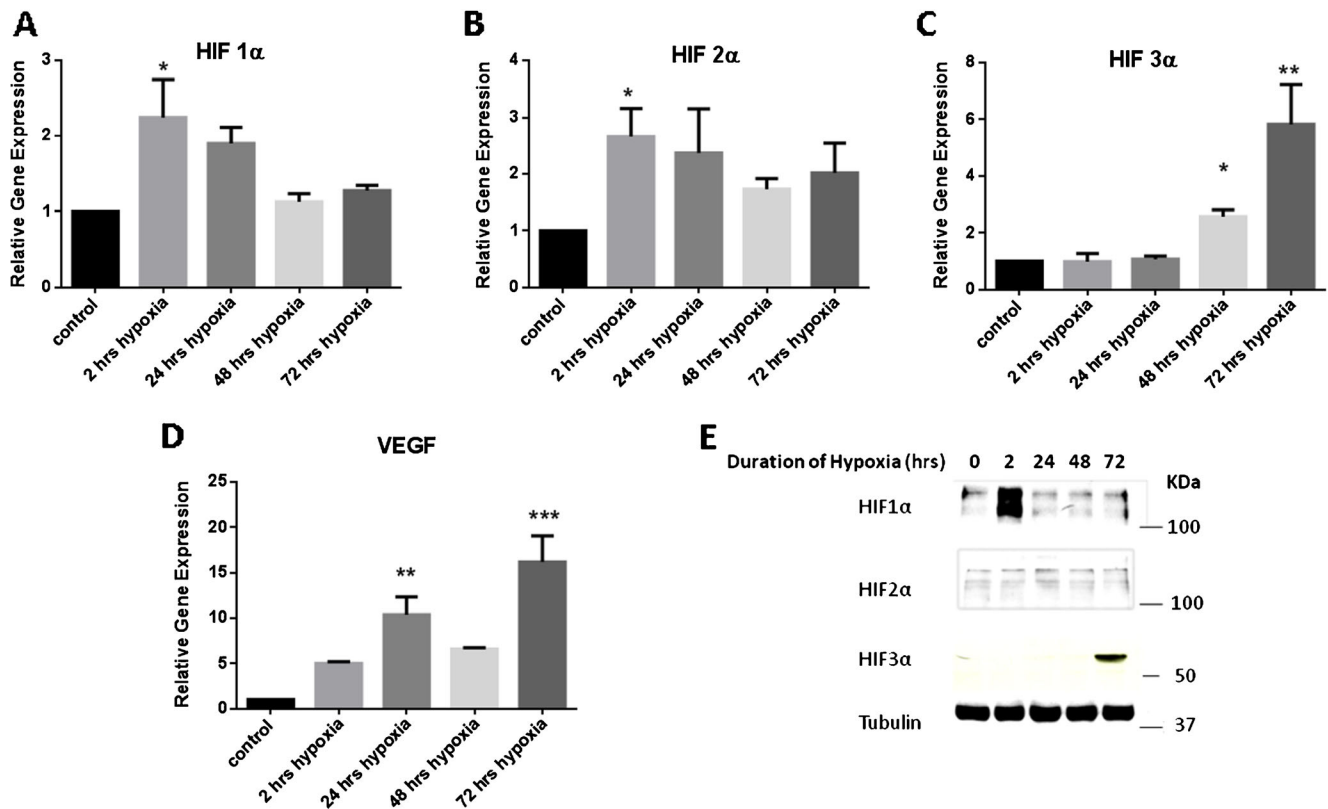 A
HIF 1α
Relative Gene Expression
3
2
1
0
*
control
2 hrs hypoxia
24 hrs hypoxia
48 hrs hypoxia
72 hrs hypoxia
B
HIF 2α
Relative Gene Expression
4
3
2
1
0
*
control
2 hrs hypoxia
24 hrs hypoxia
48 hrs hypoxia
72 hrs hypoxia
C
HIF 3α
Relative Gene Expression
8
6
4
2
0
*
**
control
2 hrs hypoxia
24 hrs hypoxia
48 hrs hypoxia
72 hrs hypoxia
D
VEGF
Relative Gene Expression
25
20
15
10
5
0
**
***
control
2 hrs hypoxia
24 hrs hypoxia
48 hrs hypoxia
72 hrs hypoxia
E
Duration of Hypoxia (hrs) 0 2 24 48 72
KDa
HIF1α
100
HIF2α
100
HIF3α
50
Tubulin
37